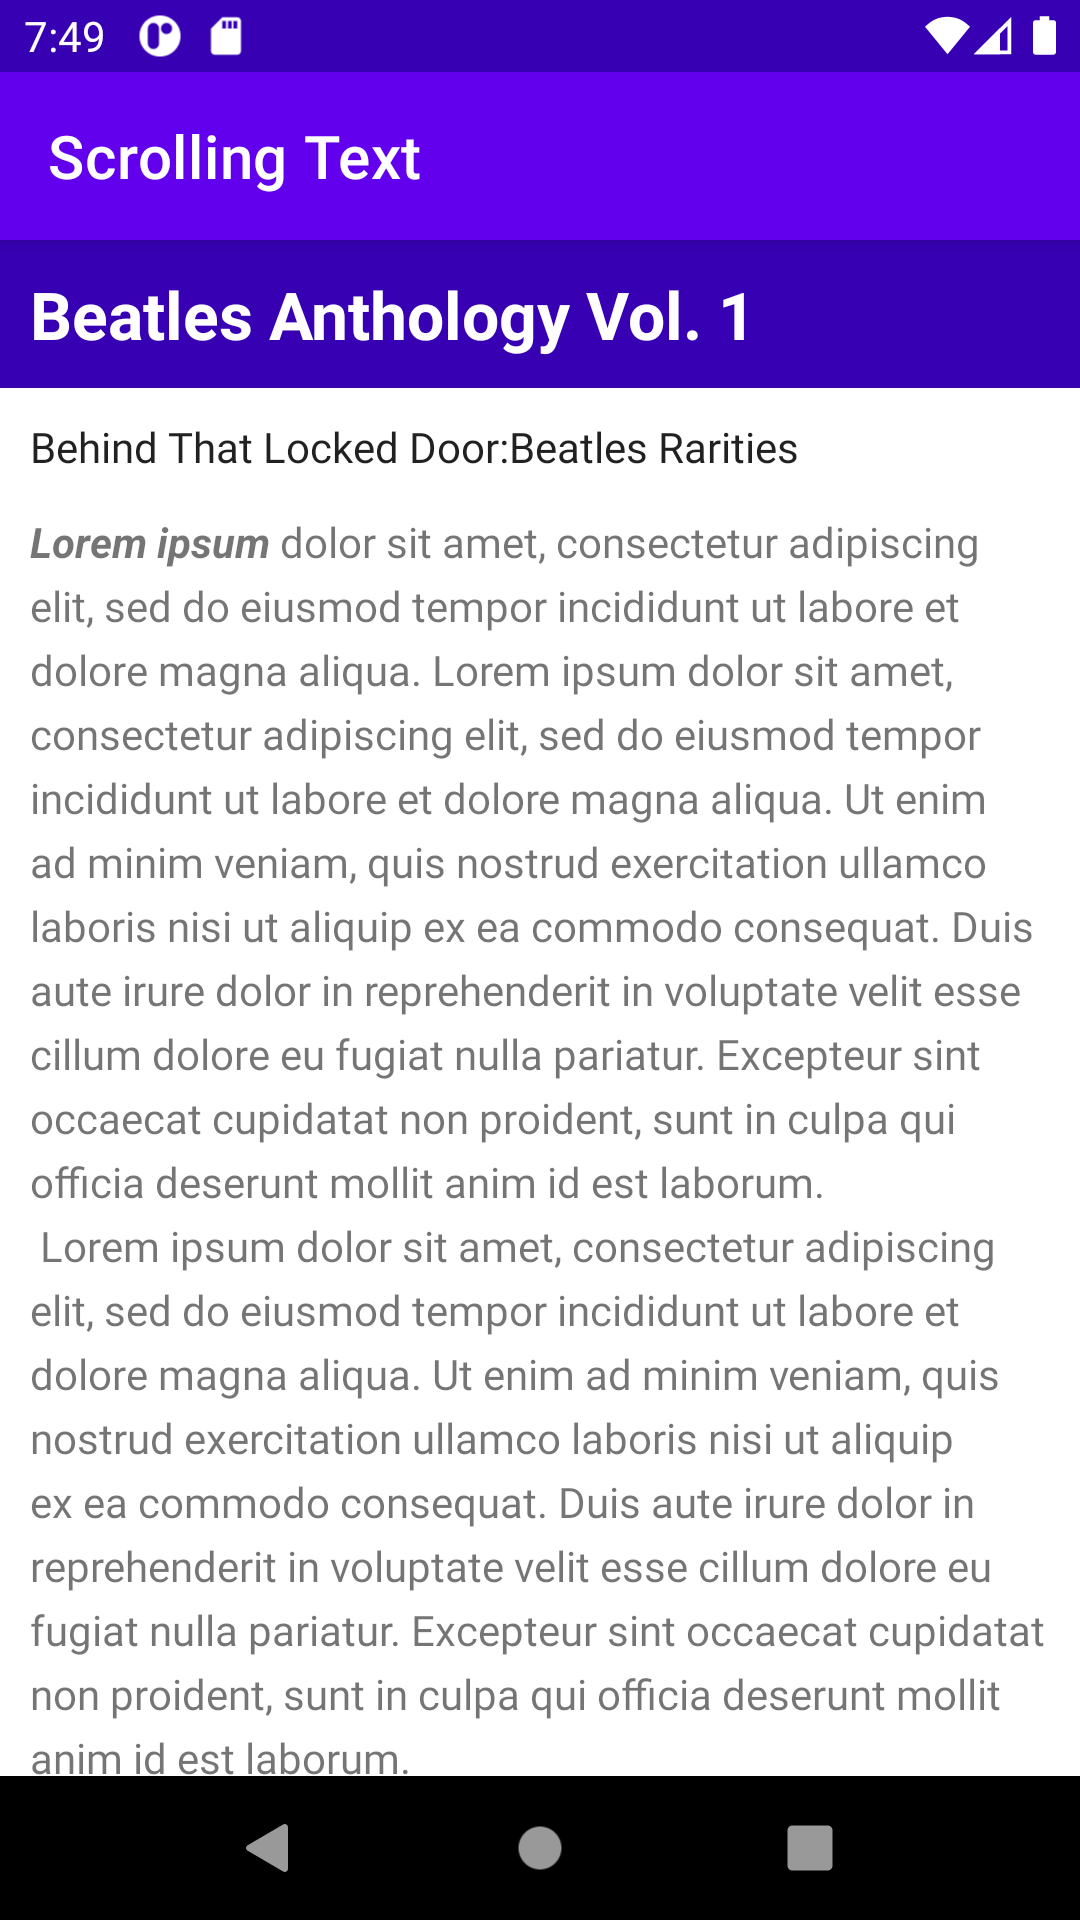 7:49
Scrolling Text
Beatles Anthology Vol. 1
Behind That Locked Door:Beatles Rarities
Lorem ipsum dolor sit amet, consectetur adipiscing
elit, sed do eiusmod tempor incididunt ut labore et
dolore magna aliqua. Lorem ipsum dolor sit amet,
consectetur adipiscing elit, sed do eiusmod tempor
incididunt ut labore et dolore magna aliqua. Ut enim
ad minim veniam, quis nostrud exercitation ullamco
laboris nisi ut aliquip ex ea commodo consequat. Duis
aute irure dolor in reprehenderit in voluptate velit esse
cillum dolore eu fugiat nulla pariatur. Excepteur sint
occaecat cupidatat non proident, sunt in culpa qui
officia deserunt mollit anim id est laborum.
Lorem ipsum dolor sit amet, consectetur adipiscing
elit, sed do eiusmod tempor incididunt ut labore et
dolore magna aliqua. Ut enim ad minim veniam, quis
nostrud exercitation ullamco laboris nisi ut aliquip
ex ea commodo consequat. Duis aute irure dolor in
reprehenderit in voluptate velit esse cillum dolore eu
fugiat nulla pariatur. Excepteur sint occaecat cupidatat
non proident, sunt in culpa qui officia deserunt mollit
anim id est laborum.